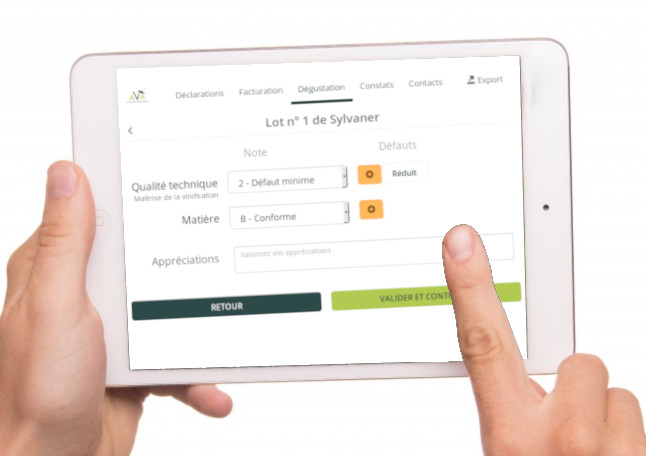 AVA
Déclarations Facturation Dégustation Constats Contacts Export
Lot n° 1 de Sylvaner
Note Défauts
Qualité technique 2 - Défaut minime Réduit
Maîtrise de la vinification
Matière B - Conforme
Appréciations Saisissez vos appréciations
RETOUR VALIDER ET CONT